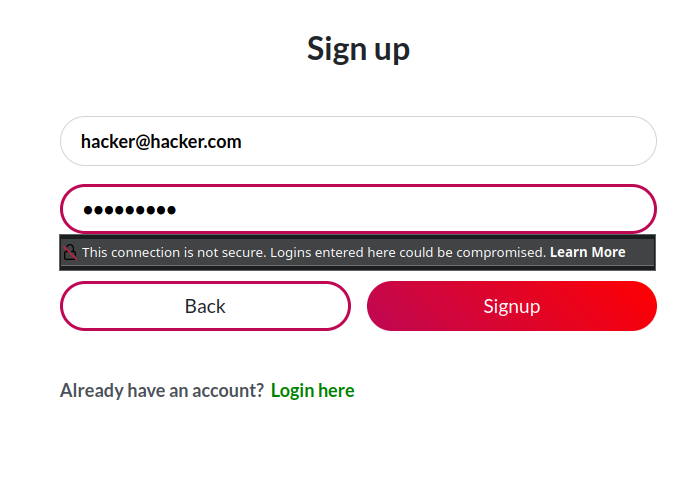 Sign up
hacker@hacker.com
●●●●●●●●●
This connection is not secure. Logins entered here could be compromised. Learn More
Back
Signup
Already have an account? Login here